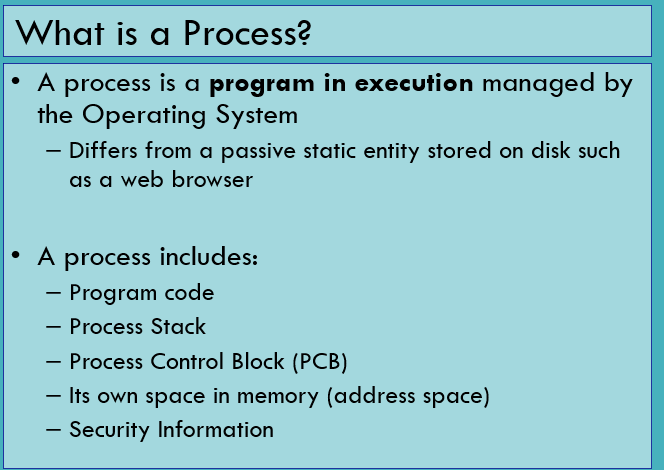 What is a Process?
• A process is a program in execution managed by
the Operating System
– Differs from a passive static entity stored on disk such
as a web browser
• A process includes:
– Program code
– Process Stack
– Process Control Block (PCB)
– Its own space in memory (address space)
– Security Information